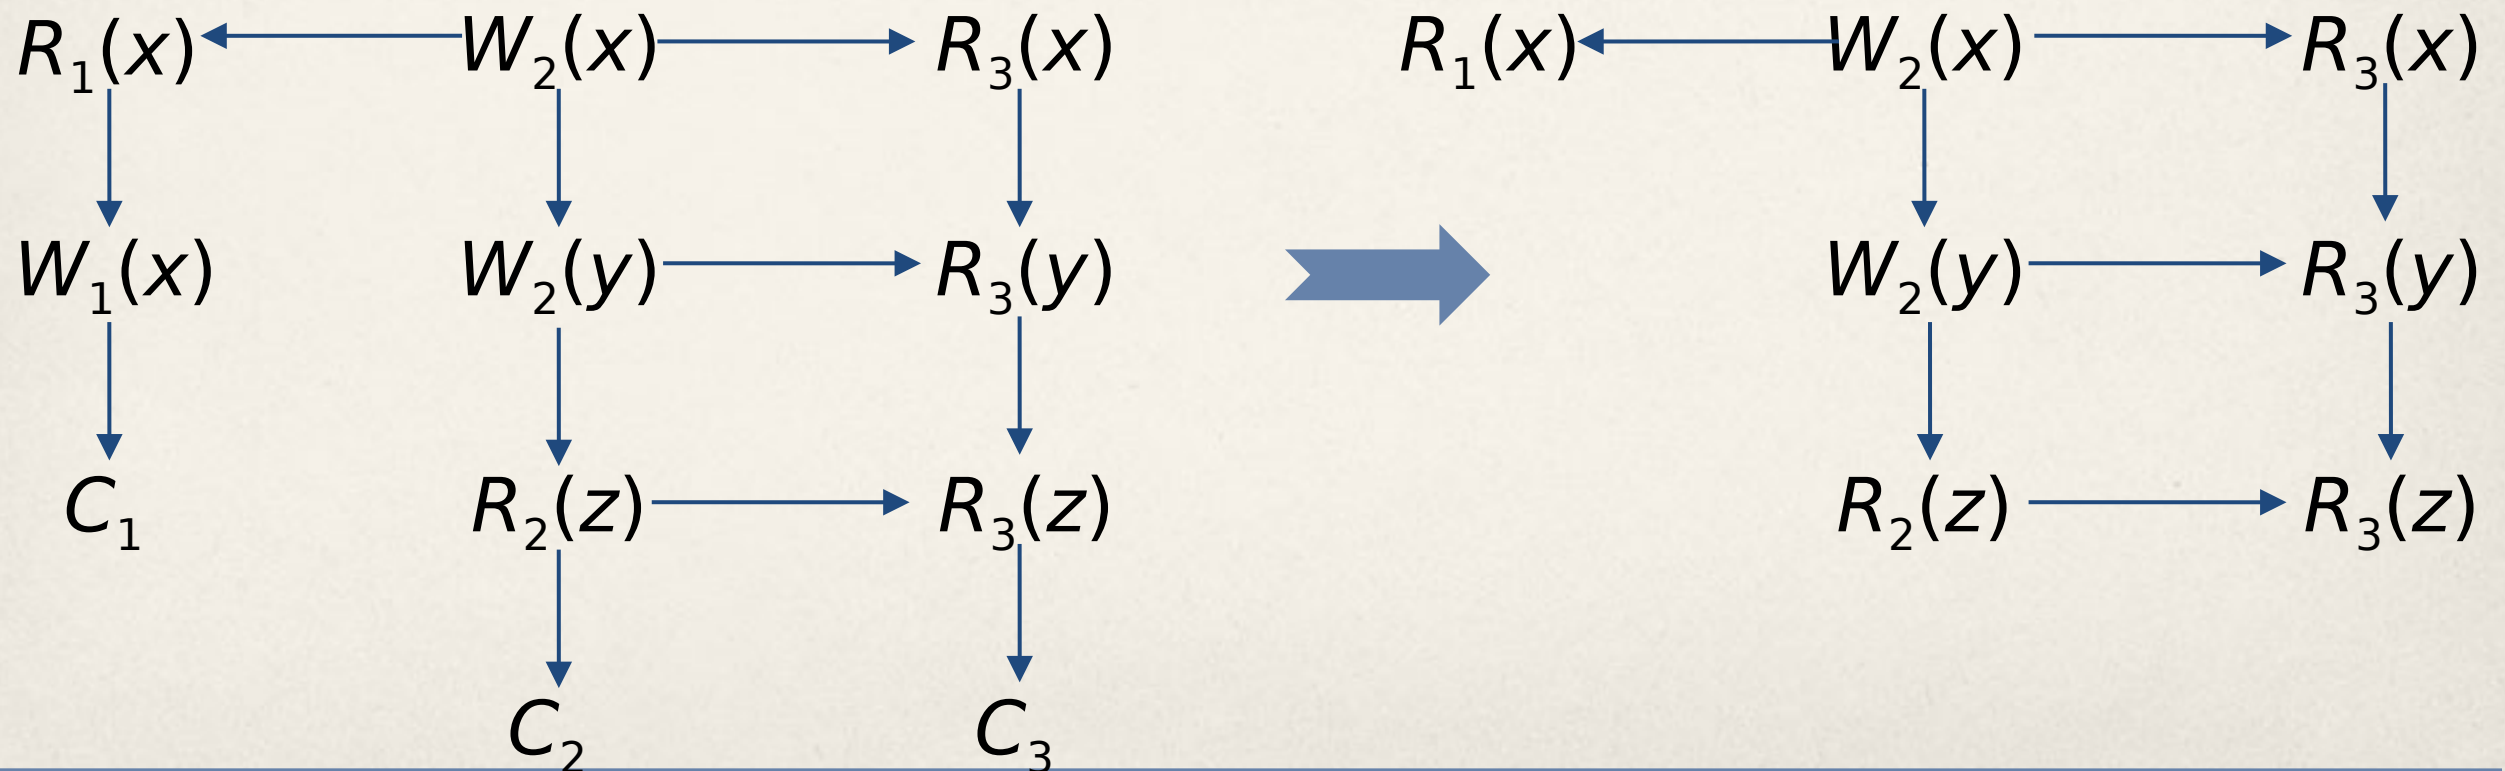 R1(x) W2(x) R3(x) R1(x) W2(x) R3(x)
W1(x) W2(y) R3(y) W2(y) R3(y)
C1 R2(z) R3(z) R2(z) R3(z)
C2 C3